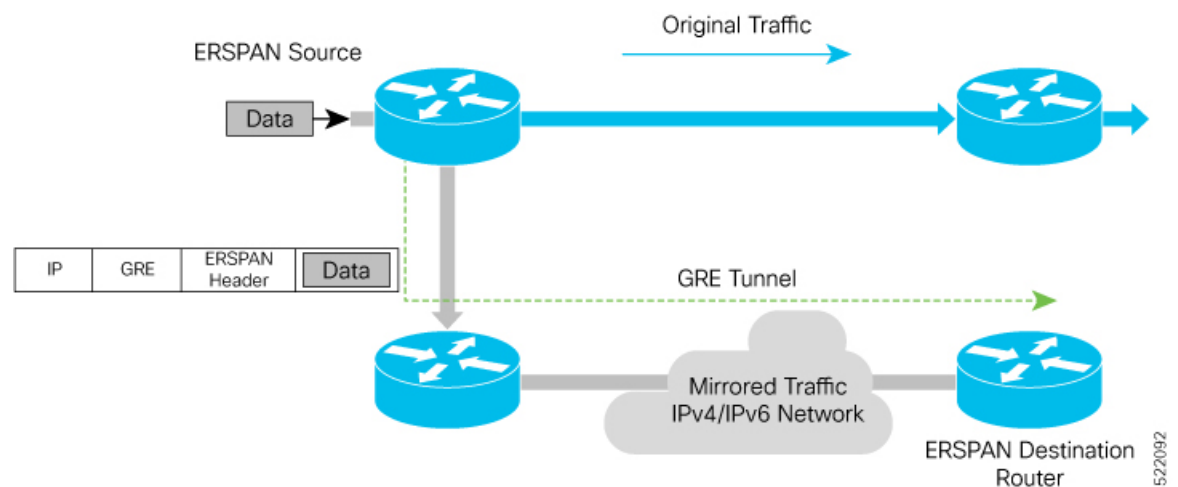 Original Traffic
ERSPAN Source
Data
IP
GRE
ERSPAN
Header
Data
GRE Tunnel
Mirrored Traffic
IPv4/IPv6 Network
ERSPAN Destination
Router
522092